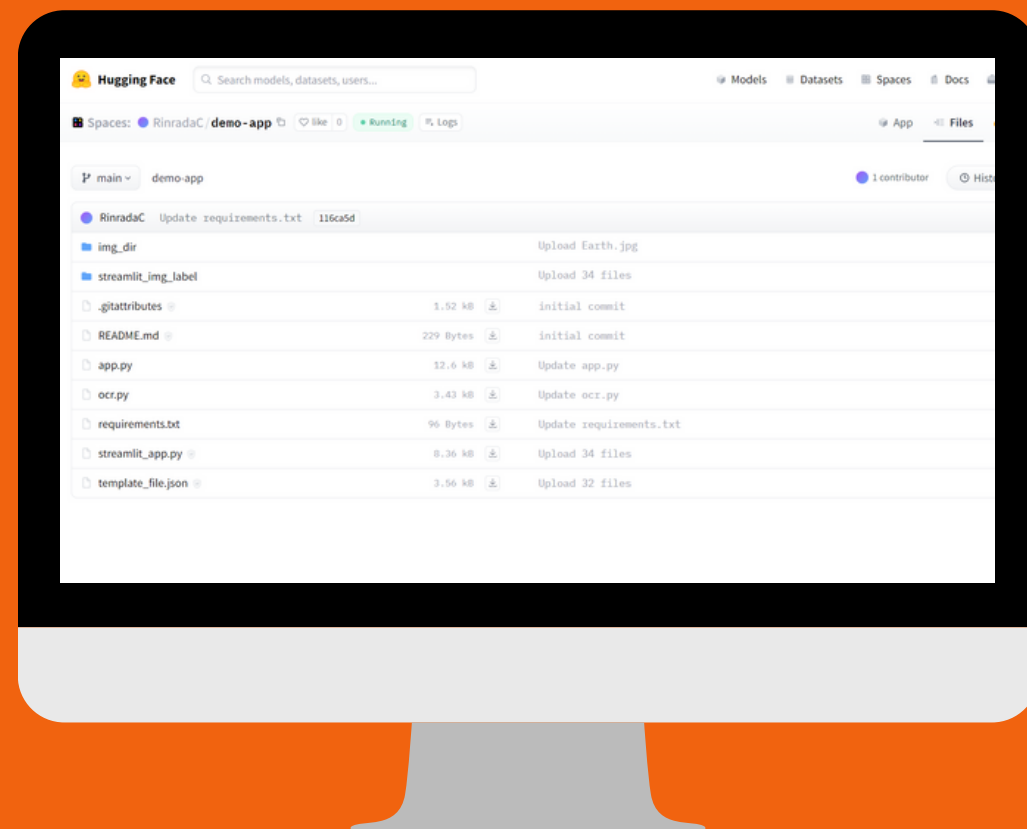 Hugging Face Search models, datasets, users... Models Datasets Spaces Docs
Spaces: RinradaC/demo-app like 0 Running Logs App Files
main demo-app 1 contributor
RinradaC Update requirements.txt 116ca5d
img_dir Upload Earth.jpg
streamlit_img_label Upload 34 files
.gitattributes 1.52 kB initial commit
README.md 229 Bytes initial commit
app.py 12.6 kB Update app.py
ocr.py 3.43 kB Update ocr.py
requirements.txt 96 Bytes Update requirements.txt
streamlit_app.py 8.36 kB Upload 34 files
template_file.json 3.56 kB Upload 32 files